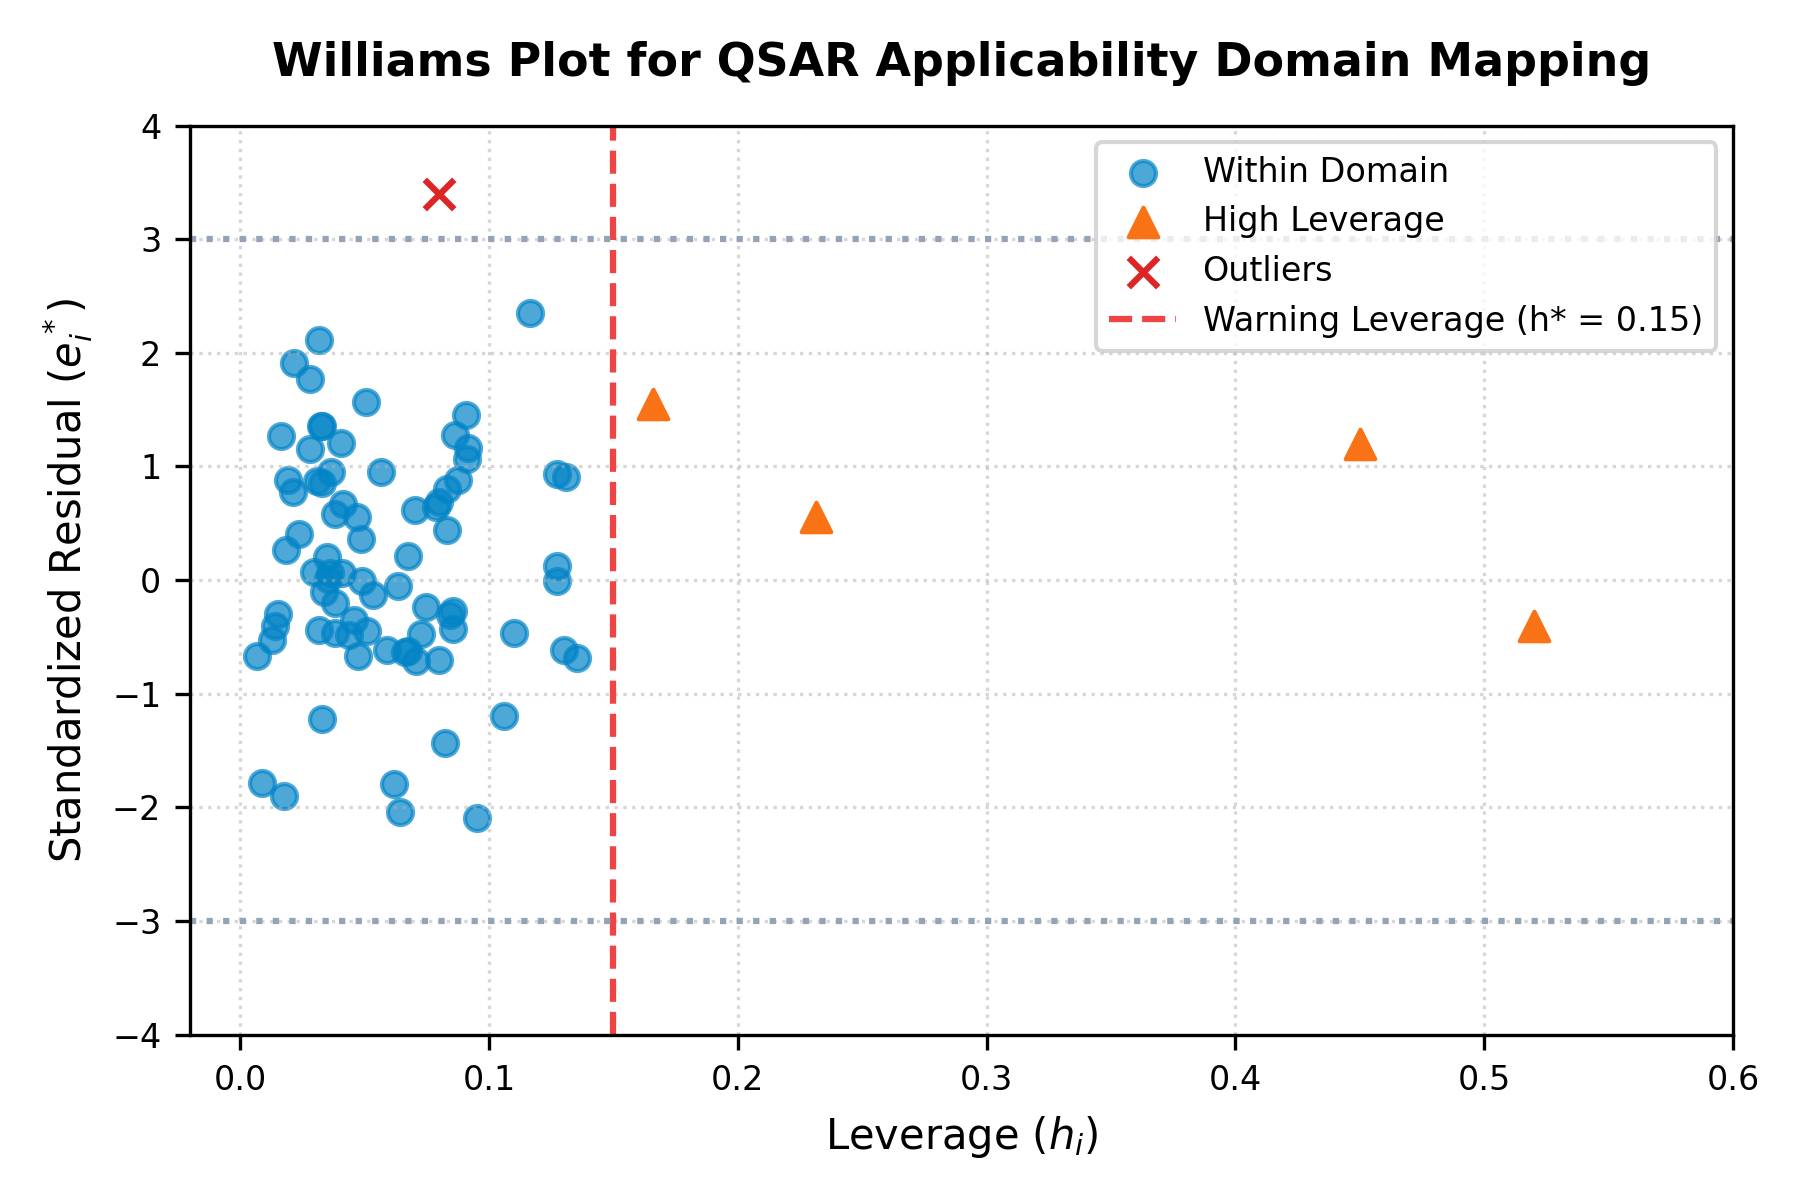 Williams Plot for QSAR Applicability Domain Mapping
Within Domain
High Leverage
Outliers
Warning Leverage (h* = 0.15)
Standardized Residual (e_i^*)
4
3
2
1
0
−1
−2
−3
−4
0.0 0.1 0.2 0.3 0.4 0.5 0.6
Leverage (h_i)